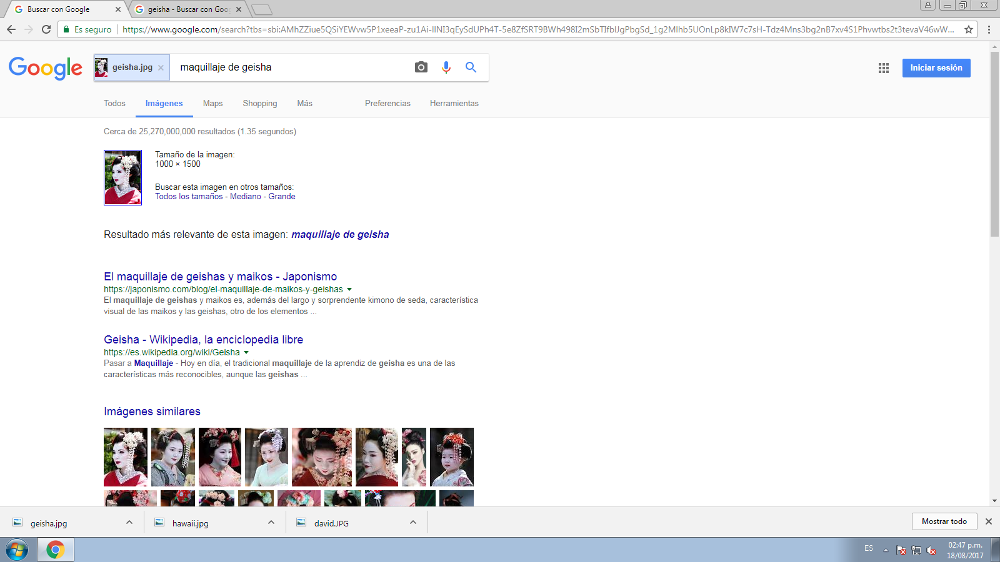 Buscar con Google
geisha - Buscar con Goo
Es seguro
https://www.google.com/search?tbs=sbi:
Google
geisha.jpg
maquillaje de geisha
Iniciar sesión
Todos Imágenes Maps Shopping Más Preferencias Herramientas
Cerca de 25,270,000,000 resultados (1.35 segundos)
Tamaño de la imagen:
1000 × 1500
Buscar esta imagen en otros tamaños:
Todos los tamaños - Mediano - Grande
Resultado más relevante de esta imagen: maquillaje de geisha
El maquillaje de geishas y maikos - Japonismo
https://japonismo.com/blog/el-maquillaje-de-maikos-y-geishas
El maquillaje de geishas y maikos es, además del largo y sorprendente kimono de seda, característica
visual de las maikos y las geishas, otro de los elementos ...
Geisha - Wikipedia, la enciclopedia libre
https://es.wikipedia.org/wiki/Geisha
Pasar a Maquillaje - Hoy en día, el tradicional maquillaje de la aprendiz de geisha es una de las
características más reconocibles, aunque las geishas ...
Imágenes similares
geisha.jpg
hawaii.jpg
david.JPG
Mostrar todo
ES
02:47 p.m.
18/08/2017